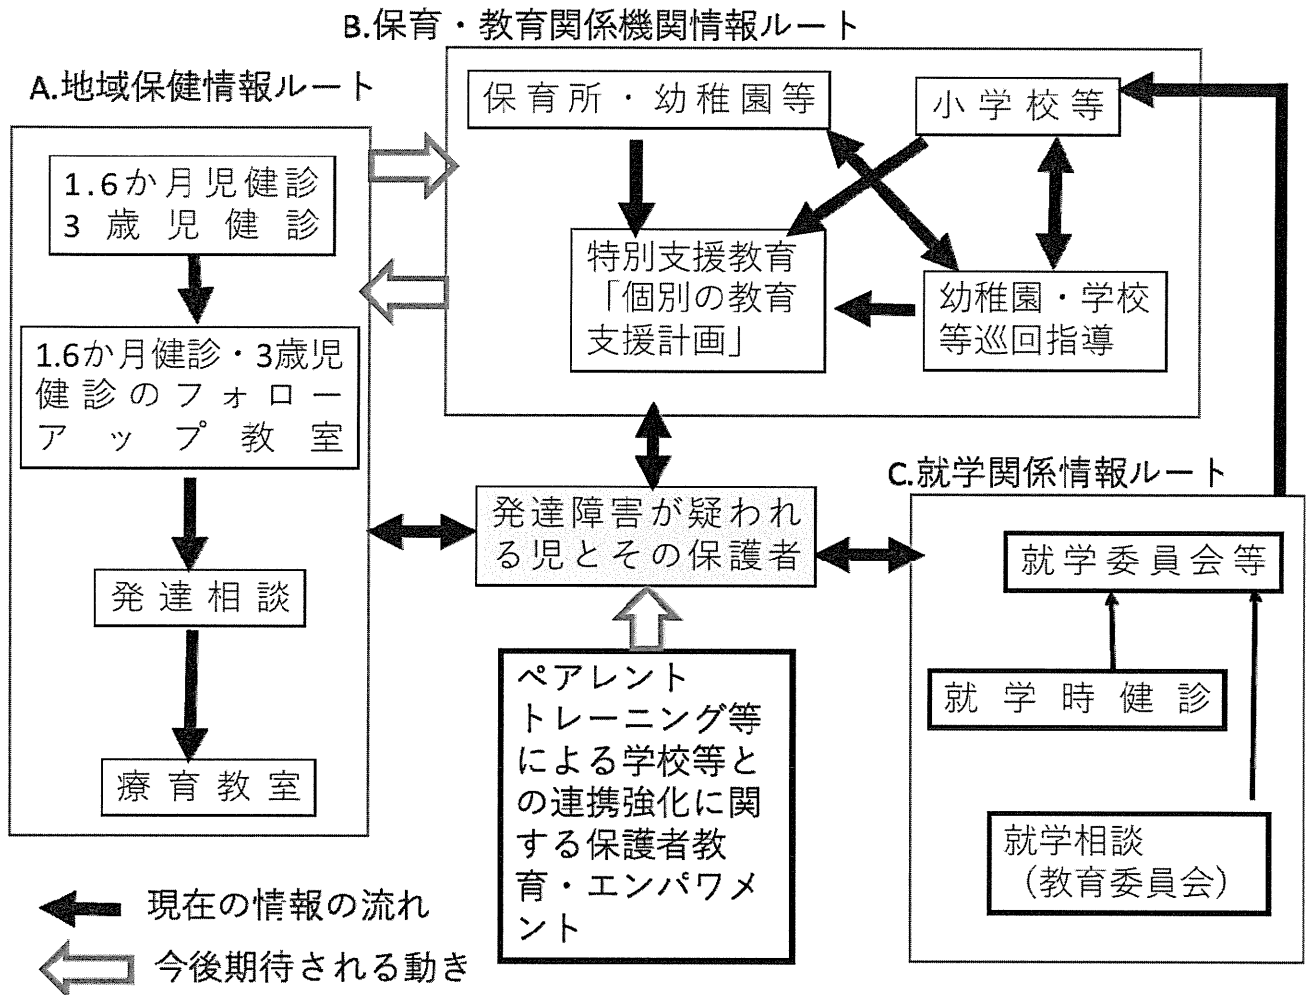 B.保育・教育関係機関情報ルート
A.地域保健情報ルート
保育所・幼稚園等
小学校等
1.6か月児健診
3歳児健診
特別支援教育
「個別の教育
支援計画」
幼稚園・学校
等巡回指導
1.6か月健診・3歳児
健診のフォロー
アップ教室
C.就学関係情報ルート
発達障害が疑われ
る児とその保護者
就学委員会等
発達相談
ペアレント
トレーニング等
による学校等と
の連携強化に関
する保護者教
育・エンパワメ
ント
就学時健診
療育教室
就学相談
（教育委員会）
現在の情報の流れ
今後期待される動き